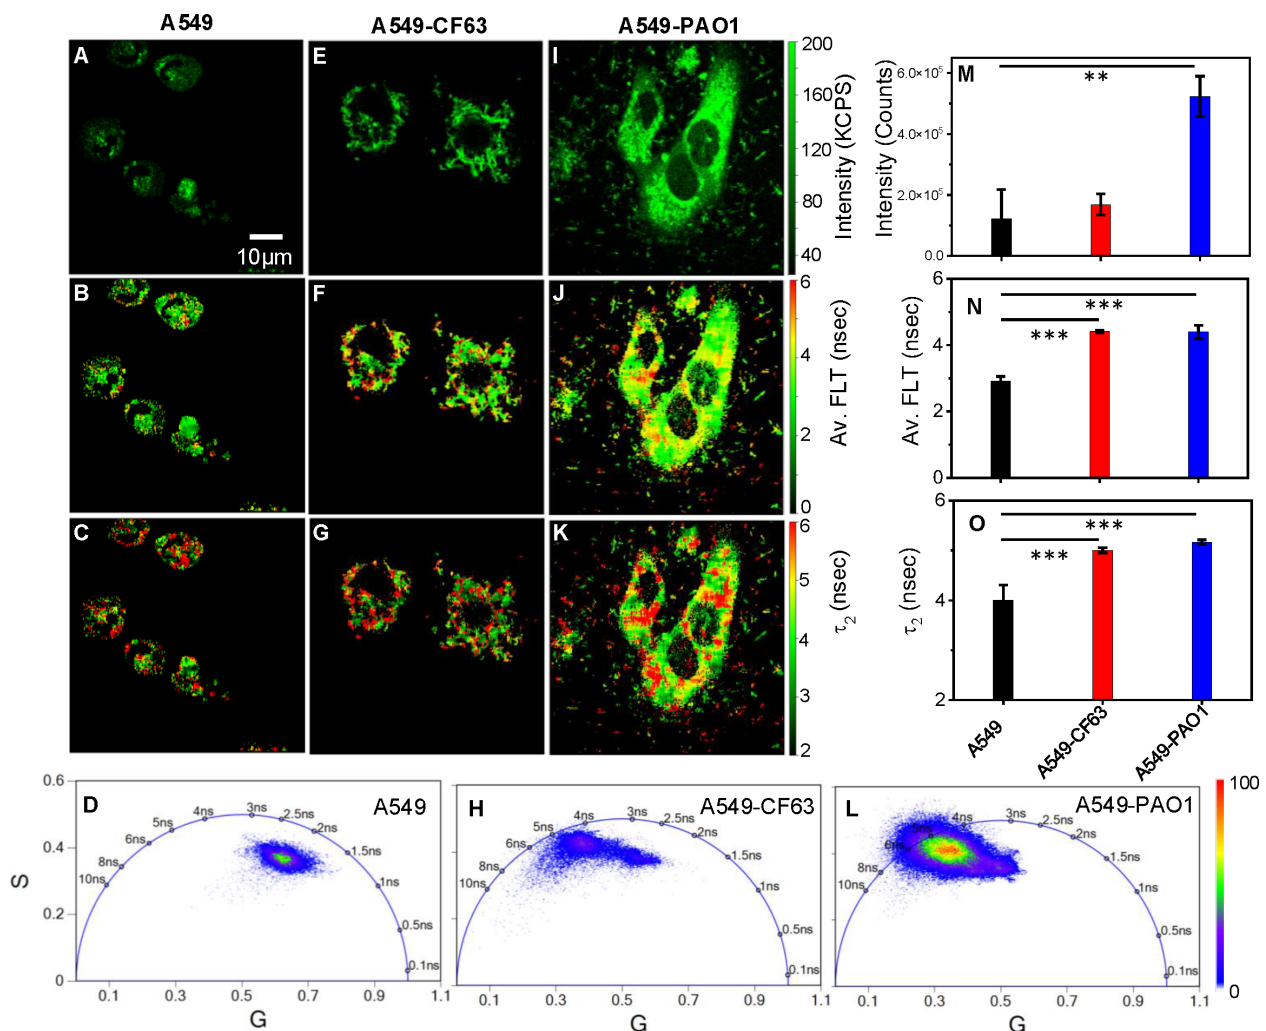 A549
A549-CF63
A549-PAO1
A
E
I
200
160
120
80
40
Intensity (KCPS)
10µm
M
**
6.0×10⁵
4.0×10⁵
2.0×10⁵
0.0
Intensity (Counts)
B
F
J
6
4
2
0
Av. FLT (nsec)
N
***
***
6
4
2
0
Av. FLT (nsec)
C
G
K
6
5
4
3
2
τ₂ (nsec)
O
***
***
6
4
2
τ₂ (nsec)
A549
A549-CF63
A549-PAO1
D
A549
0.6
0.4
0.2
0
S
10ns
8ns
6ns
5ns
4ns
3ns
2.5ns
2ns
1.5ns
1ns
0.5ns
0.1ns
0.1
0.3
0.5
0.7
0.9
1.1
G
H
A549-CF63
10ns
8ns
6ns
5ns
4ns
3ns
2.5ns
2ns
1.5ns
1ns
0.5ns
0.1ns
0.1
0.3
0.5
0.7
0.9
1.1
G
L
A549-PAO1
10ns
8ns
6ns
5ns
4ns
3ns
2.5ns
2ns
1.5ns
1ns
0.5ns
0.1ns
0.1
0.3
0.5
0.7
0.9
1.1
G
100
0